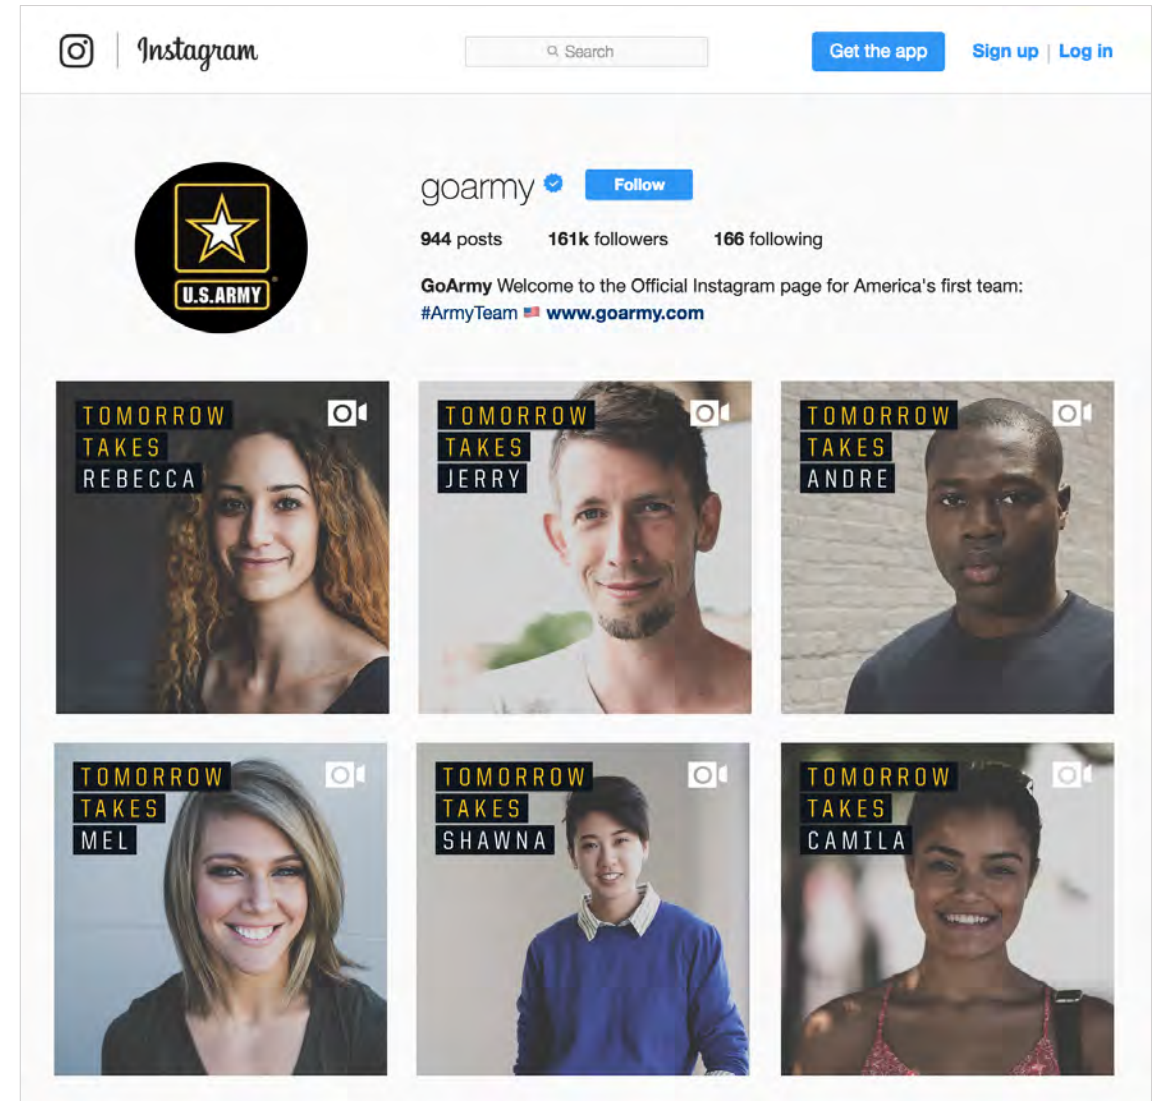 Instagram
Search
Get the app
Sign up | Log in
goarmy
Follow
944 posts 161k followers 166 following
GoArmy Welcome to the Official Instagram page for America's first team:
#ArmyTeam 🇺🇸 www.goarmy.com
U.S.ARMY
TOMORROW
TAKES
REBECCA
TOMORROW
TAKES
JERRY
TOMORROW
TAKES
ANDRE
TOMORROW
TAKES
MEL
TOMORROW
TAKES
SHAWNA
TOMORROW
TAKES
CAMILA